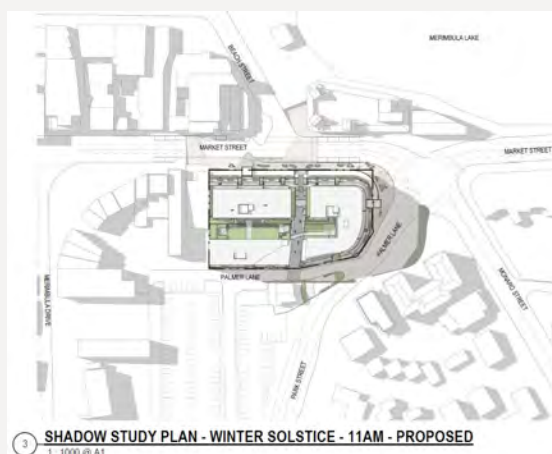 MERIMBULA LAKE
BEACH STREET
MARKET STREET
MARKET STREET
PALMER LANE
PALMER LANE
MERIMBULA DRIVE
MONARO STREET
PARK STREET
3
SHADOW STUDY PLAN - WINTER SOLSTICE - 11AM - PROPOSED
1 : 1000 @ A1